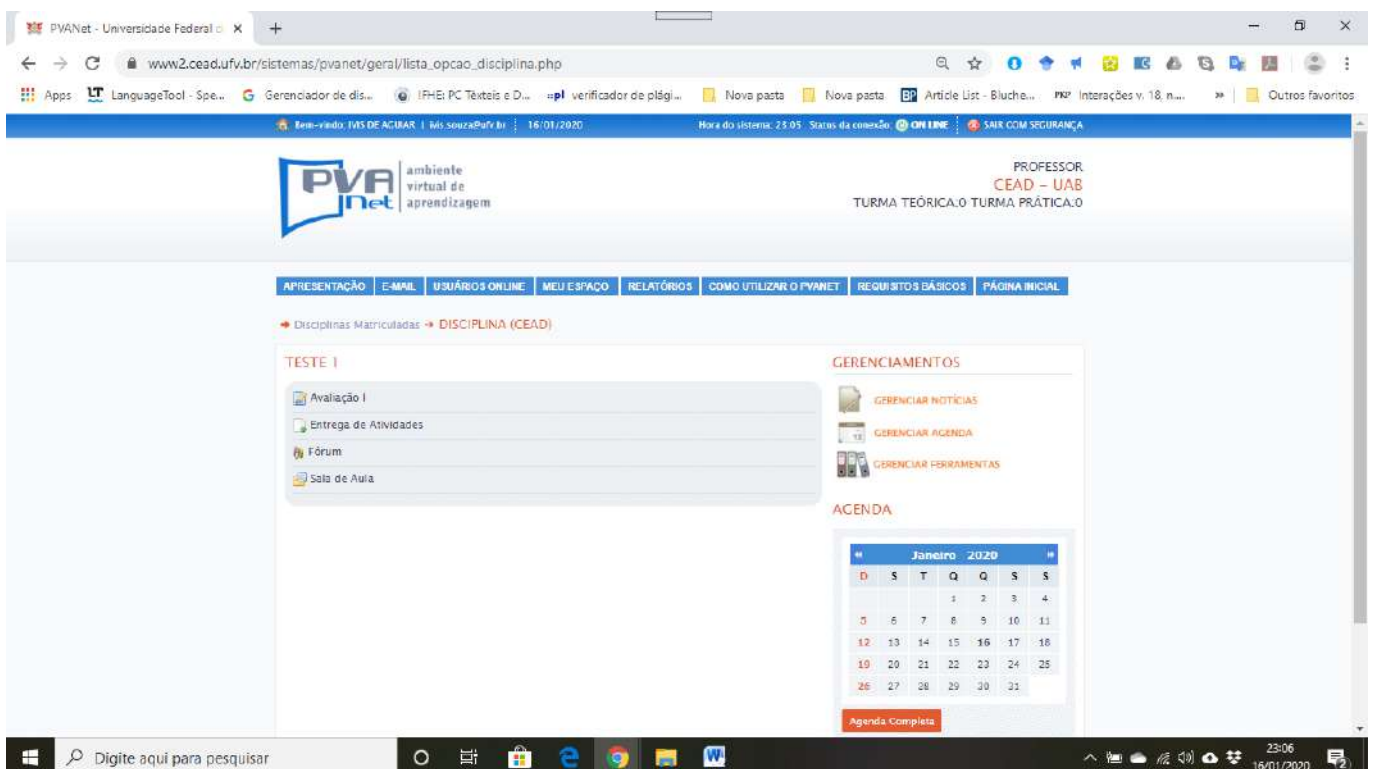 PVANet - Universidade Federal
www2.cead.ufv.br/sistemas/pvanet/geral/lista_opcao_disciplina.php
Apps LanguageTool - Spe... Gerenciador de dis... IFHE: PC Têxteis e D... verificador de plági... Nova pasta Nova pasta Article List - Bluche... PKP Interações v. 18, n.... Outros favoritos
Bem-vindo: IVIS DE AGUIAR | ivis.souza@ufv.br 16/01/2020 Hora do sistema: 23:05 Status da conexão: ON LINE SAIR COM SEGURANÇA
PVANet
ambiente
virtual de
aprendizagem
PROFESSOR
CEAD – UAB
TURMA TEÓRICA:0 TURMA PRÁTICA:0
APRESENTAÇÃO E-MAIL USUÁRIOS ONLINE MEU ESPAÇO RELATÓRIOS COMO UTILIZAR O PVANET REQUISITOS BÁSICOS PÁGINA INICIAL
Disciplinas Matriculadas DISCIPLINA (CEAD)
TESTE I
Avaliação I
Entrega de Atividades
Fórum
Sala de Aula
GERENCIAMENTOS
GERENCIAR NOTÍCIAS
GERENCIAR AGENDA
GERENCIAR FERRAMENTAS
AGENDA
Janeiro 2020
D S T Q Q S S
1 2 3 4
5 6 7 8 9 10 11
12 13 14 15 16 17 18
19 20 21 22 23 24 25
26 27 28 29 30 31
Agenda Completa
Digite aqui para pesquisar
23:06
16/01/2020